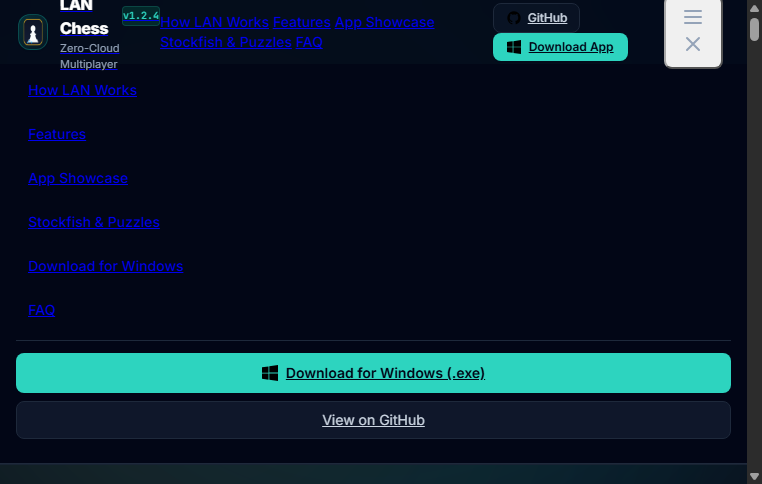 LAN
Chess
v1.2.4
Zero-Cloud
Multiplayer
How LAN Works Features App Showcase
Stockfish & Puzzles FAQ
GitHub
Download App
How LAN Works
Features
App Showcase
Stockfish & Puzzles
Download for Windows
FAQ
Download for Windows (.exe)
View on GitHub